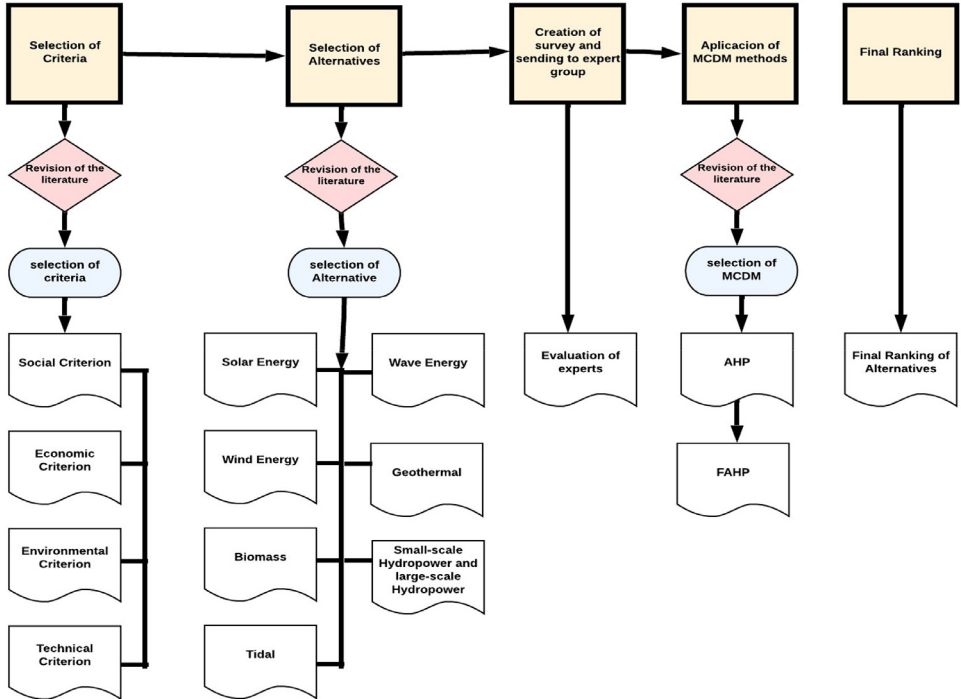 Selection of
Criteria
Selection of
Alternatives
Creation of
survey and
sending to expert
group
Aplicacion of
MCDM methods
Final Ranking
Revision of the
literature
Revision of the
literature
Revision of the
literature
selection of
criteria
selection of
Alternative
selection of
MCDM
Social Criterion
Solar Energy
Wave Energy
Evaluation of
experts
AHP
Final Ranking of
Alternatives
Economic
Criterion
Wind Energy
Geothermal
FAHP
Environmental
Criterion
Biomass
Small-scale
Hydropower and
large-scale
Hydropower
Technical
Criterion
Tidal